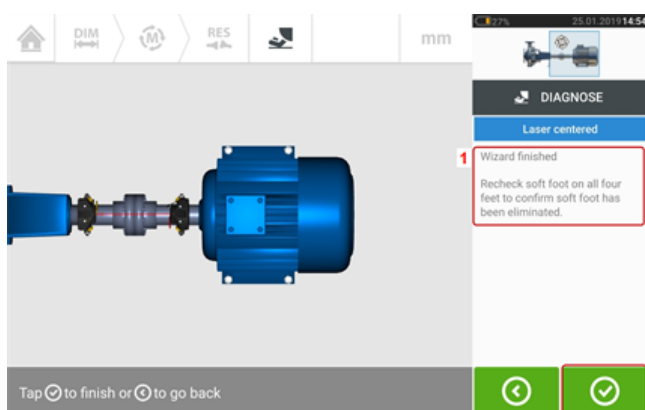 DIM
M
RES
mm
27%
25.01.2019 14:54
DIAGNOSE
Laser centered
1
Wizard finished
Recheck soft foot on all four
feet to confirm soft foot has
been eliminated.
Tap to finish or to go back